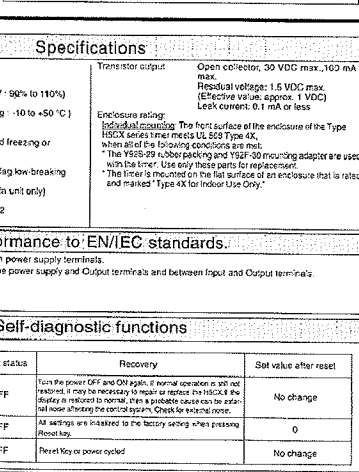 Specifications
: 90% to 110%)
g : -10 to +50 °C )
d freezing or
ag low-breaking
n unit only)
2
Transistor output
Open collector, 30 VDC max.,100 mA
max.
Residual voltage: 1.5 VDC max.
(Effective value: approx. 1 VDC)
Leak current: 0.1 mA or less
Enclosure rating:
Individual mounting: The front surface of the enclosure of the Type
H5CX series timer meets UL 508 Type 4X,
when all of the following conditions are met:
* The Y92S-29 rubber packing and Y92F-30 mounting adapter are used
with the timer. Use only these parts for replacement.
* The timer is mounted on the flat surface of an enclosure that is rated
and marked "Type 4X for Indoor Use Only."
ormance to EN/IEC standards.
n power supply terminals.
e power supply and Output terminals and between Input and Output terminals.
Self-diagnostic functions
status Recovery Set value after reset
FF
Turn the power OFF and ON again. If normal operation is still not
restored, it may be necessary to repair or replace the H5CX.If the
display is restored to normal, then a probable cause can be exter-
nal noise affecting the control system. Check for external noise.
No change
FF
All settings are initialized to the factory setting when pressing
Reset key.
0
FF Reset Key or power cycled No change